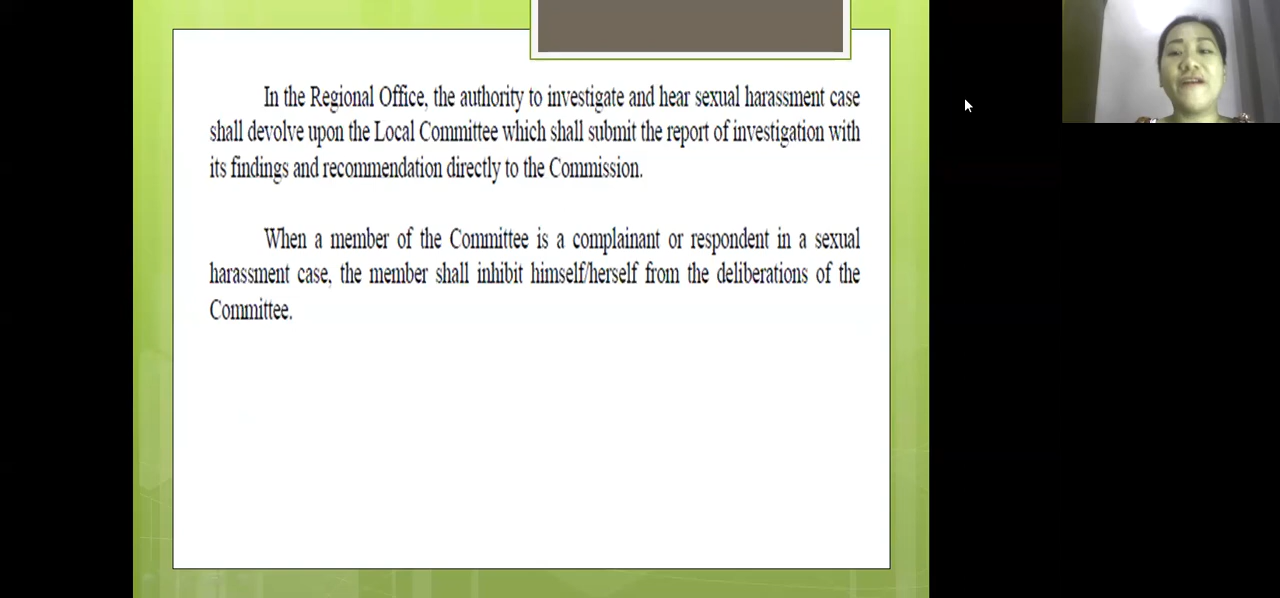 In the Regional Office, the authority to investigate and hear sexual harassment case
shall devolve upon the Local Committee which shall submit the report of investigation with
its findings and recommendation directly to the Commission.
When a member of the Committee is a complainant or respondent in a sexual
harassment case, the member shall inhibit himself/herself from the deliberations of the
Committee.